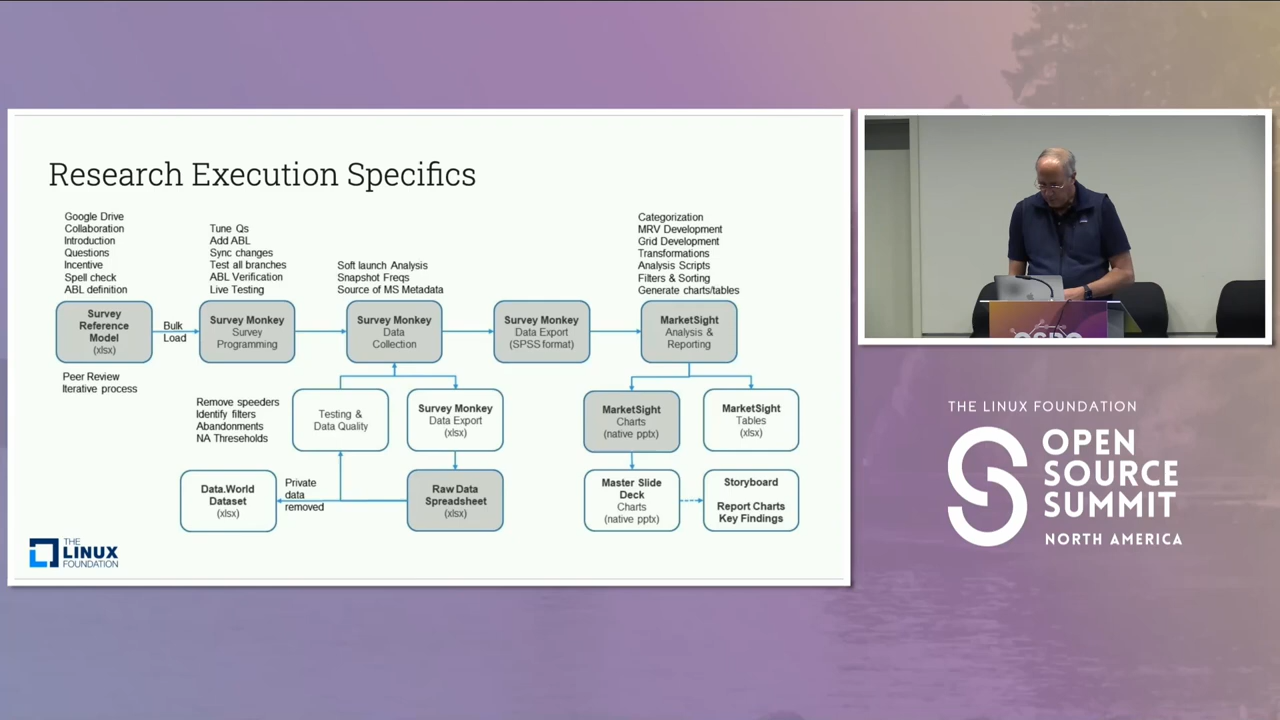 Research Execution Specifics
Google Drive
Collaboration
Introduction
Questions
Incentive
Spell check
ABL definition
Tune Qs
Add ABL
Sync changes
Test all branches
ABL Verification
Live Testing
Soft launch Analysis
Snapshot Freqs
Source of MS Metadata
Categorization
MRV Development
Grid Development
Transformations
Analysis Scripts
Filters & Sorting
Generate charts/tables
Survey
Reference
Model
(xlsx)
Bulk
Load
Survey Monkey
Survey
Programming
Survey Monkey
Data
Collection
Survey Monkey
Data Export
(SPSS format)
MarketSight
Analysis &
Reporting
Peer Review
Iterative process
Remove speeders
Identify filters
Abandonments
NA Threseholds
Testing &
Data Quality
Survey Monkey
Data Export
(xlsx)
MarketSight
Charts
(native pptx)
MarketSight
Tables
(xlsx)
Data.World
Dataset
(xlsx)
Private
data
removed
Raw Data
Spreadsheet
(xlsx)
Master Slide
Deck
Charts
(native pptx)
Storyboard
Report Charts
Key Findings
THE
LINUX
FOUNDATION
THE LINUX FOUNDATION
OPEN
SOURCE
SUMMIT
NORTH AMERICA